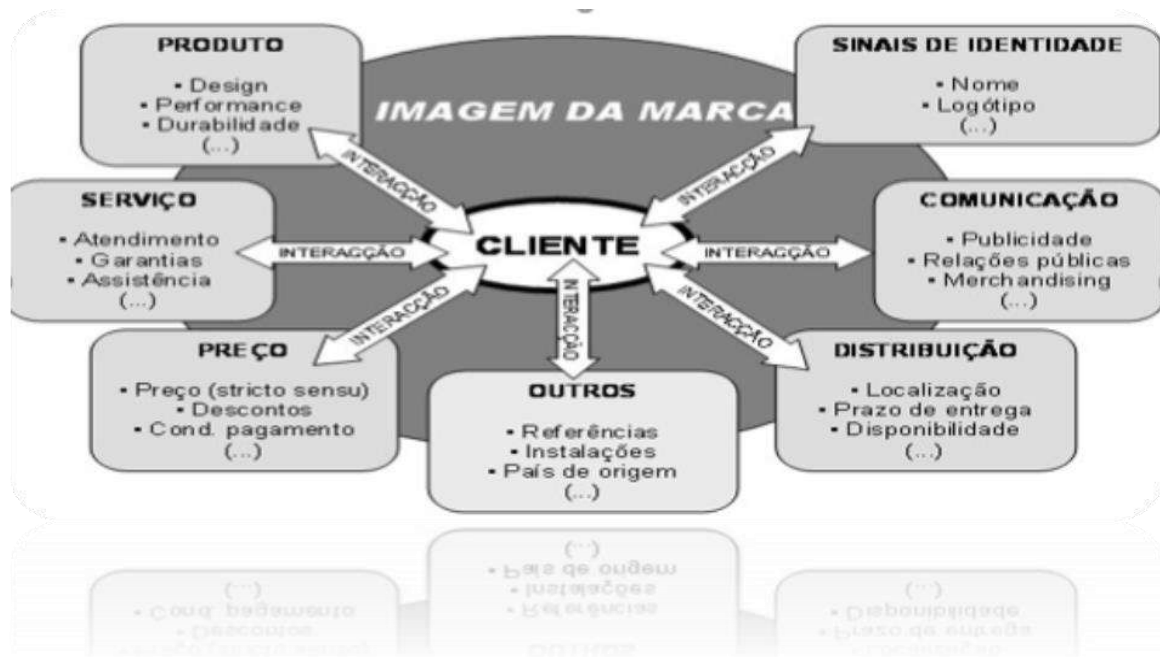 PRODUTO
▪ Design
▪ Performance
▪ Durabilidade
(...)
SINAIS DE IDENTIDADE
▪ Nome
▪ Logótipo
(...)
IMAGEM DA MARCA
INTERACÇÃO
INTERACÇÃO
SERVIÇO
▪ Atendimento
▪ Garantias
▪ Assistência
(...)
INTERACÇÃO
CLIENTE
INTERACÇÃO
COMUNICAÇÃO
▪ Publicidade
▪ Relações públicas
▪ Merchandising
(...)
INTERACÇÃO
INTERACÇÃO
INTERACÇÃO
PREÇO
▪ Preço (stricto sensu)
▪ Descontos
▪ Cond. pagamento
(...)
OUTROS
▪ Referências
▪ Instalações
▪ País de origem
(...)
DISTRIBUIÇÃO
▪ Localização
▪ Prazo de entrega
▪ Disponibilidade
(...)